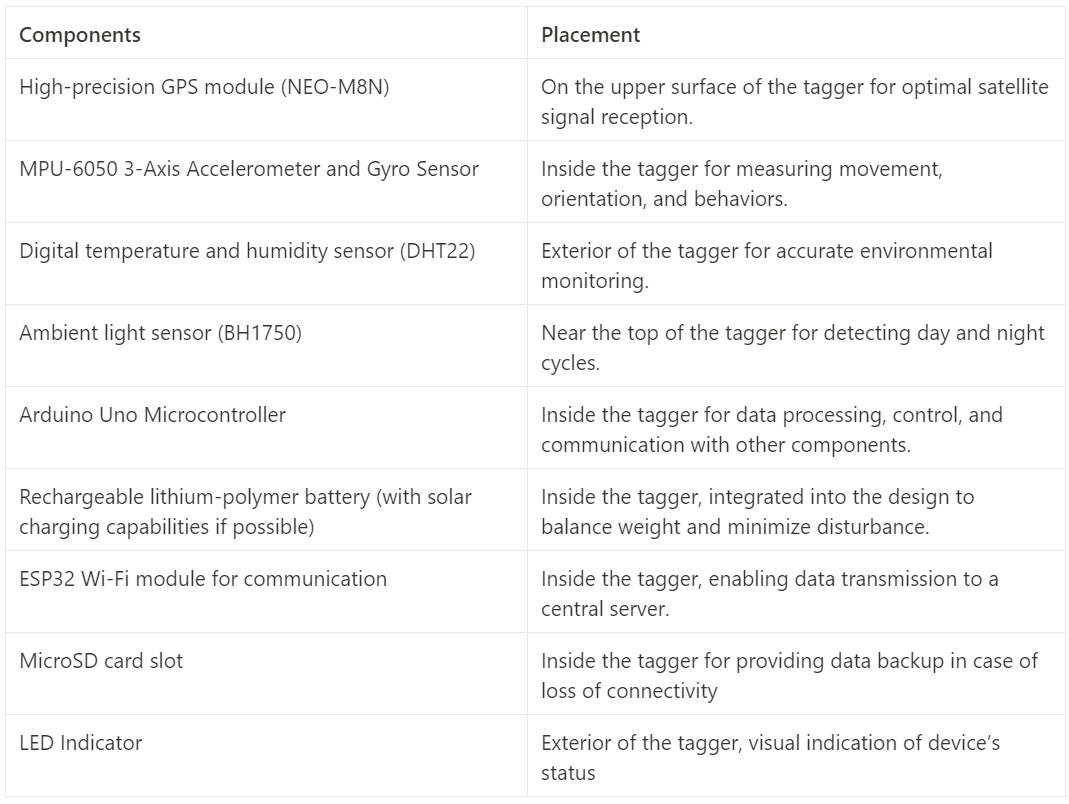 Components
Placement
High-precision GPS module (NEO-M8N)
On the upper surface of the tagger for optimal satellite
signal reception.
MPU-6050 3-Axis Accelerometer and Gyro Sensor
Inside the tagger for measuring movement,
orientation, and behaviors.
Digital temperature and humidity sensor (DHT22)
Exterior of the tagger for accurate environmental
monitoring.
Ambient light sensor (BH1750)
Near the top of the tagger for detecting day and night
cycles.
Arduino Uno Microcontroller
Inside the tagger for data processing, control, and
communication with other components.
Rechargeable lithium-polymer battery (with solar
charging capabilities if possible)
Inside the tagger, integrated into the design to
balance weight and minimize disturbance.
ESP32 Wi-Fi module for communication
Inside the tagger, enabling data transmission to a
central server.
MicroSD card slot
Inside the tagger for providing data backup in case of
loss of connectivity
LED Indicator
Exterior of the tagger, visual indication of device’s
status